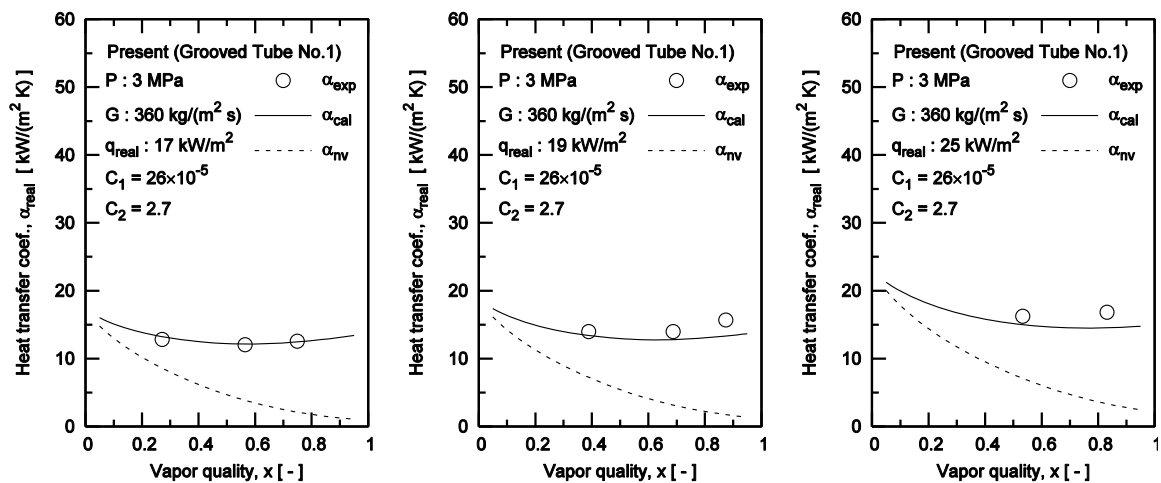 60
50
40
30
20
10
0
Heat transfer coef., α_real [ kW/(m² K) ]
Present (Grooved Tube No.1)
P : 3 MPa α_exp
G : 360 kg/(m² s) α_cal
q_real : 17 kW/m² α_nv
C₁ = 26×10⁻⁵
C₂ = 2.7
0 0.2 0.4 0.6 0.8 1
Vapor quality, x [ - ]
60
50
40
30
20
10
0
Heat transfer coef., α_real [ kW/(m² K) ]
Present (Grooved Tube No.1)
P : 3 MPa α_exp
G : 360 kg/(m² s) α_cal
q_real : 19 kW/m² α_nv
C₁ = 26×10⁻⁵
C₂ = 2.7
0 0.2 0.4 0.6 0.8 1
Vapor quality, x [ - ]
60
50
40
30
20
10
0
Heat transfer coef., α_real [ kW/(m² K) ]
Present (Grooved Tube No.1)
P : 3 MPa α_exp
G : 360 kg/(m² s) α_cal
q_real : 25 kW/m² α_nv
C₁ = 26×10⁻⁵
C₂ = 2.7
0 0.2 0.4 0.6 0.8 1
Vapor quality, x [ - ]